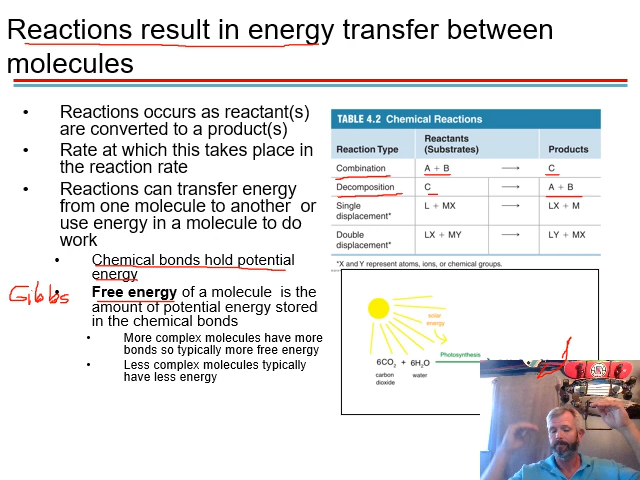 Reactions result in energy transfer between
molecules
• Reactions occurs as reactant(s)
are converted to a product(s)
• Rate at which this takes place in
the reaction rate
• Reactions can transfer energy
from one molecule to another or
use energy in a molecule to do
work
• Chemical bonds hold potential
energy
Gibbs
• Free energy of a molecule is the
amount of potential energy stored
in the chemical bonds
• More complex molecules have more
bonds so typically more free energy
• Less complex molecules typically
have less energy
TABLE 4.2 Chemical Reactions
Reaction Type Reactants (Substrates) Products
Combination A + B ⟶ C
Decomposition C ⟶ A + B
Single displacement* L + MX ⟶ LX + M
Double displacement* LX + MY ⟶ LY + MX
*X and Y represent atoms, ions, or chemical groups.
solar
energy
Photosynthesis
6CO₂ + 6H₂O
carbon dioxide water